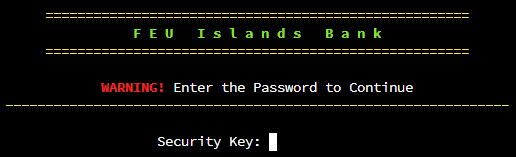 =====================================================
F E U   I s l a n d s   B a n k
=====================================================
WARNING! Enter the Password to Continue
---------------------------------------------------------------
Security Key: